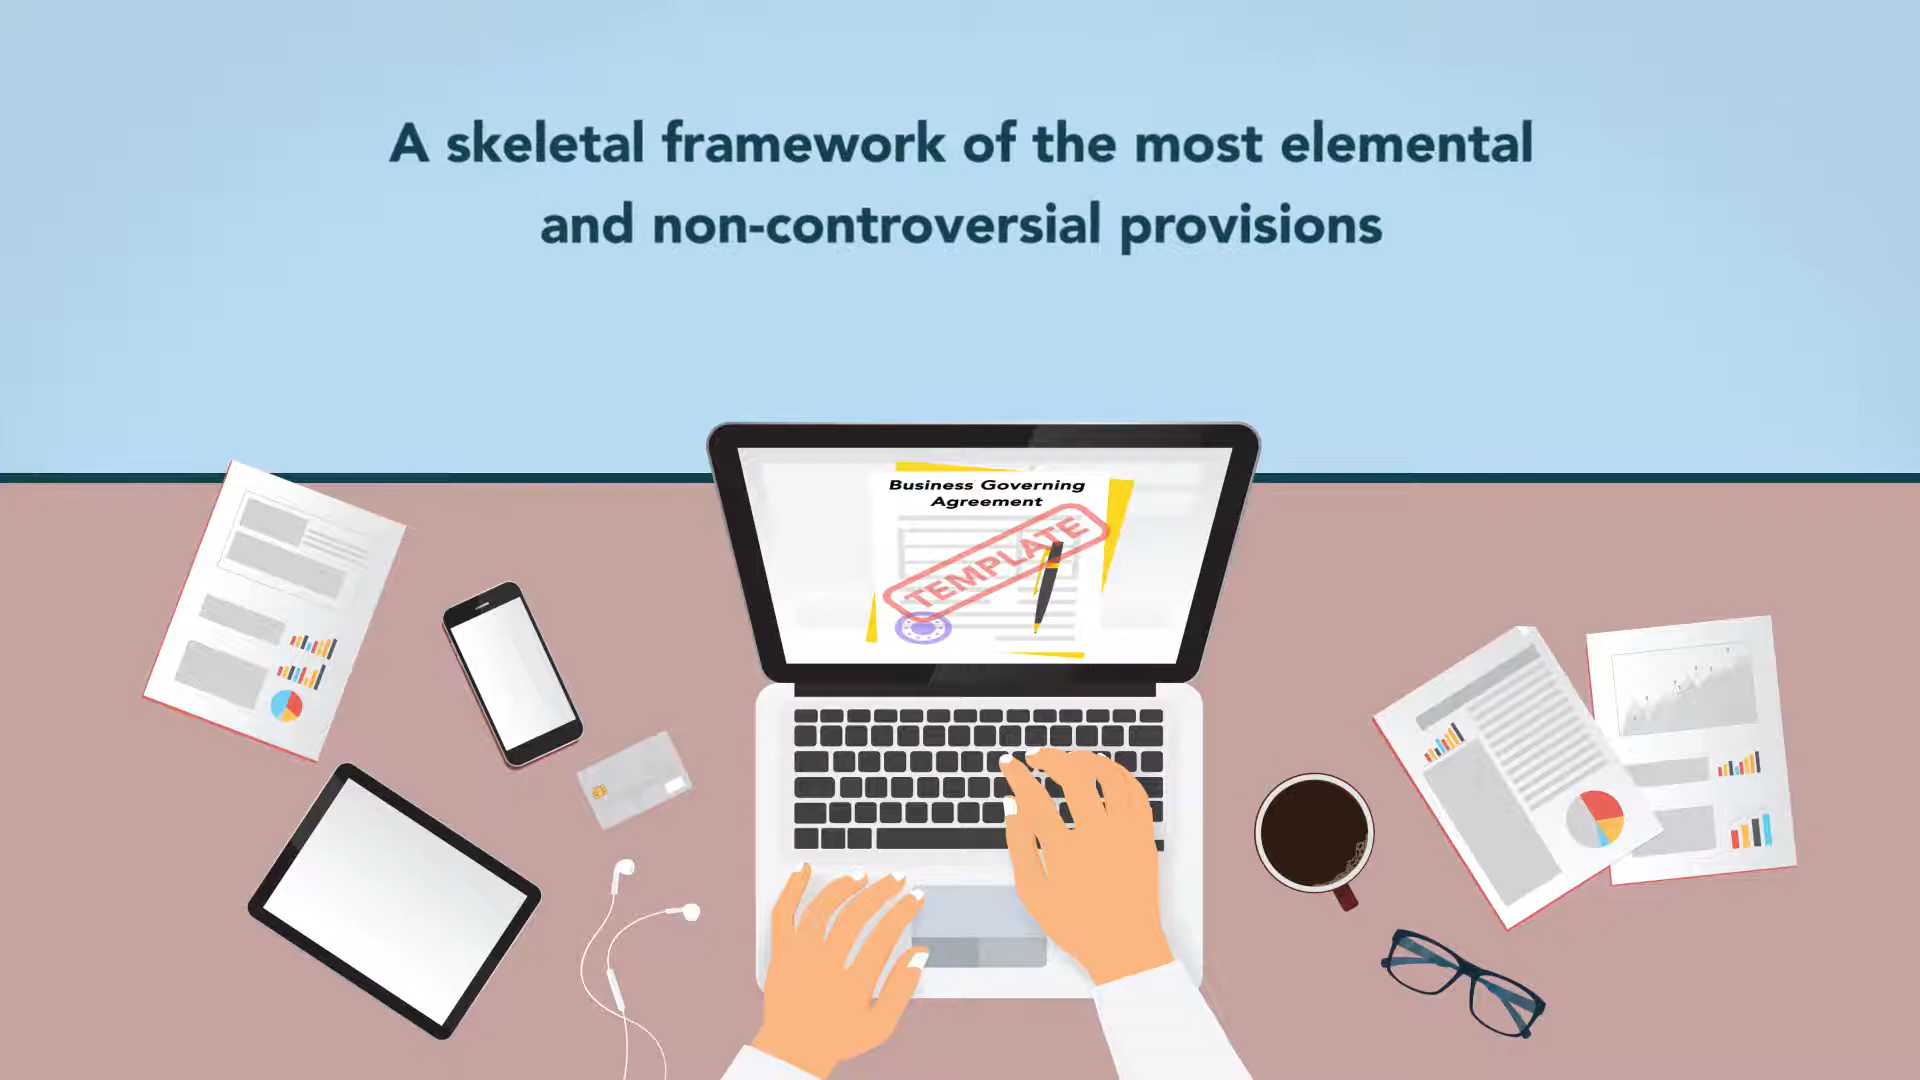 A skeletal framework of the most elemental
and non-controversial provisions
Business Governing
Agreement
TEMPLATE